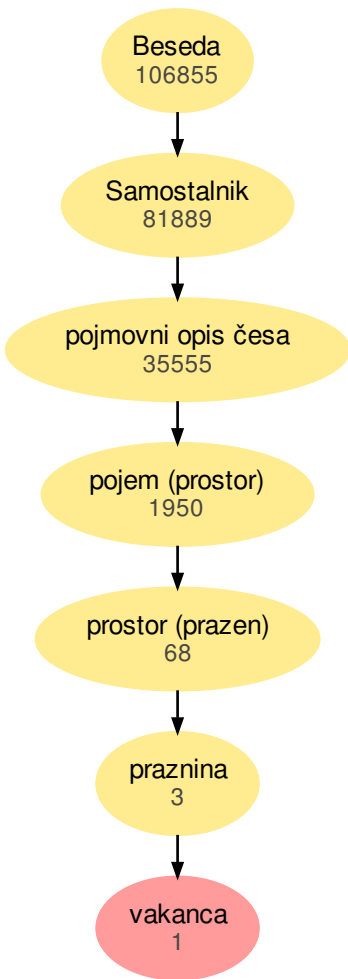 Beseda
106855
Samostalnik
81889
pojmovni opis česa
35555
pojem (prostor)
1950
prostor (prazen)
68
praznina
3
vakanca
1